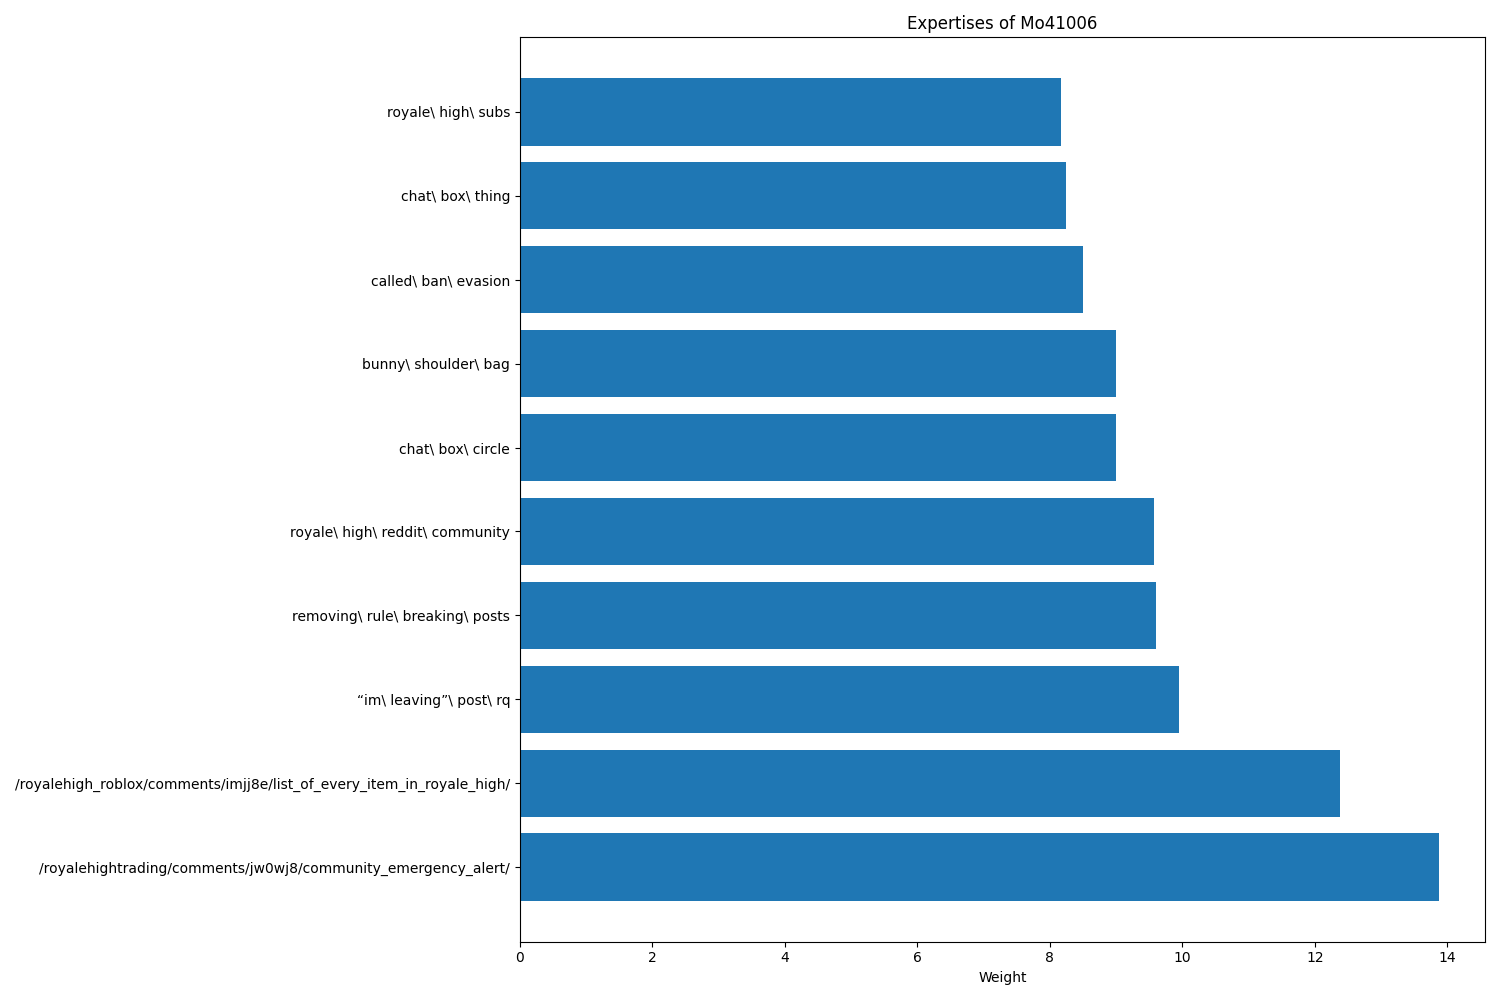 Expertises of Mo41006
royale\ high\ subs
chat\ box\ thing
called\ ban\ evasion
bunny\ shoulder\ bag
chat\ box\ circle
royale\ high\ reddit\ community
removing\ rule\ breaking\ posts
“im\ leaving”\ post\ rq
/royalehigh_roblox/comments/imjj8e/list_of_every_item_in_royale_high/
/royalehightrading/comments/jw0wj8/community_emergency_alert/
0 2 4 6 8 10 12 14
Weight